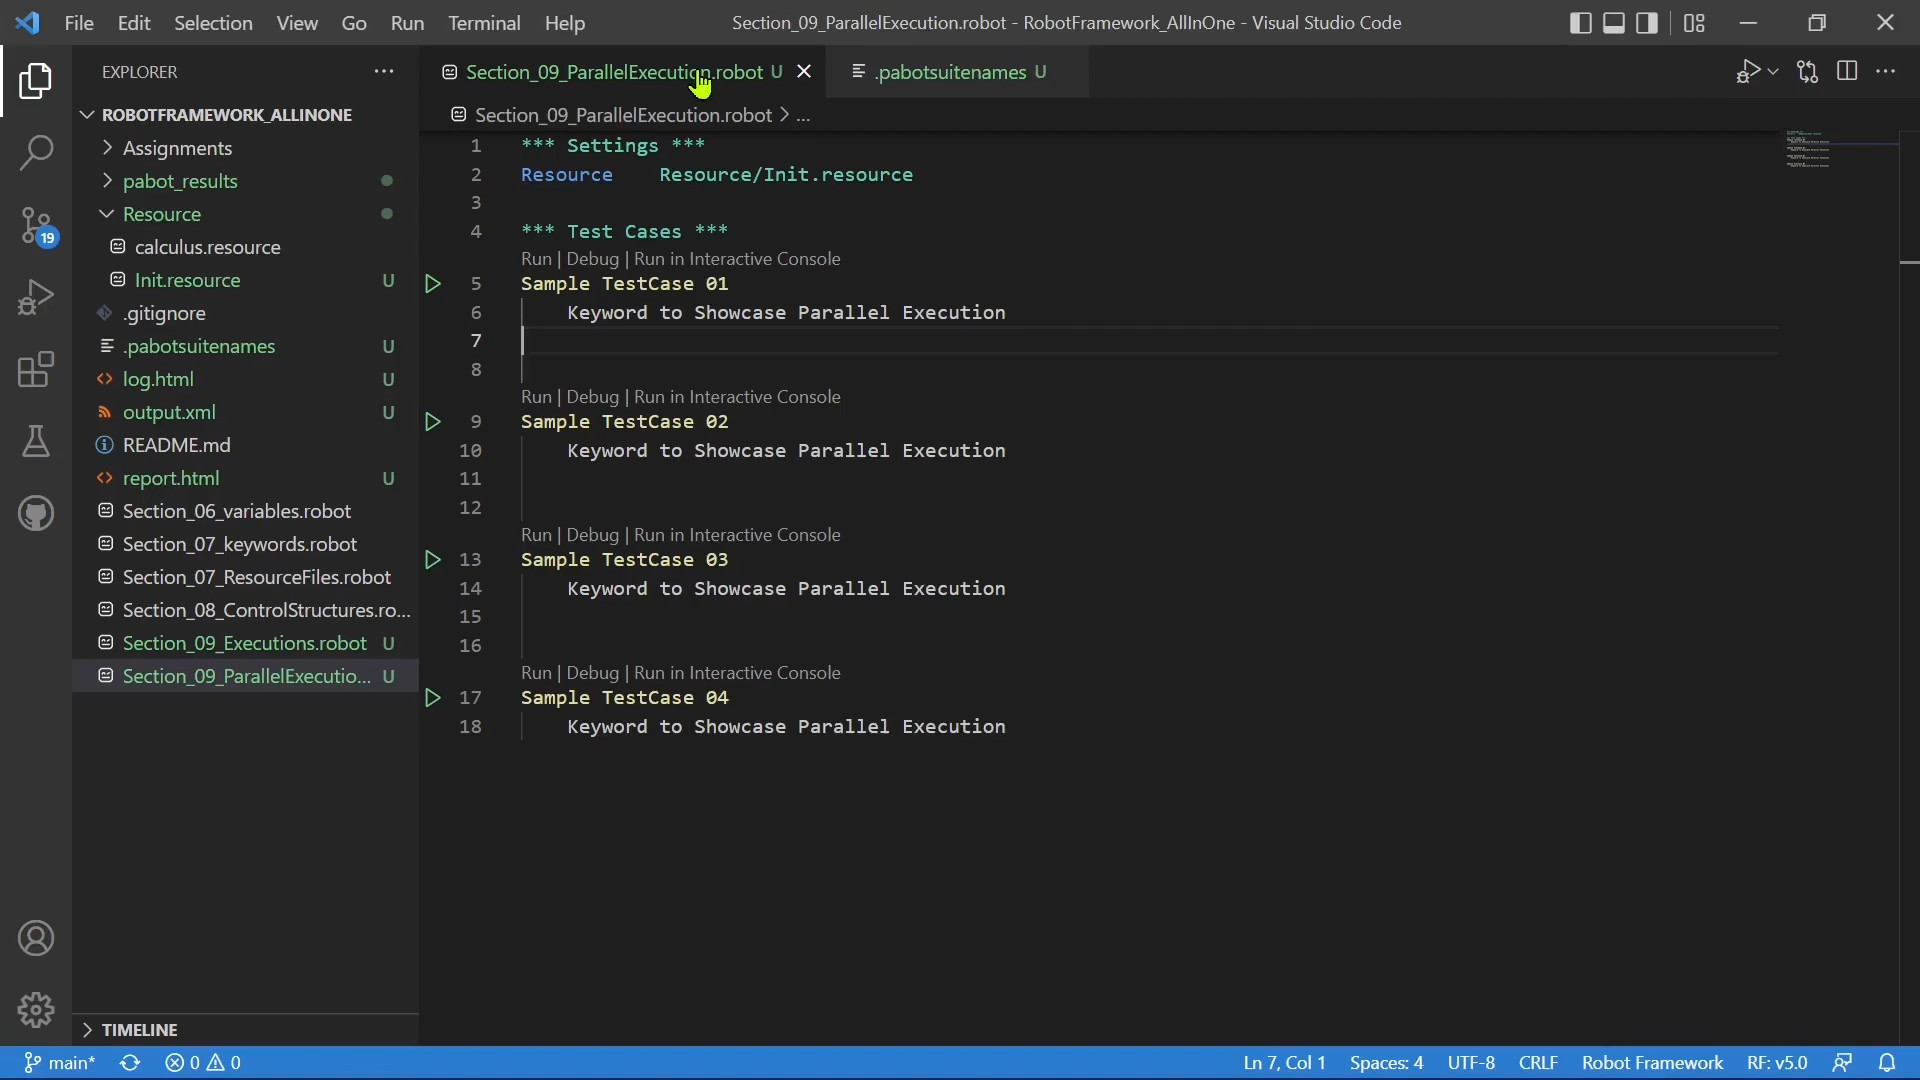 File Edit Selection View Go Run Terminal Help
Section_09_ParallelExecution.robot - RobotFramework_AllInOne - Visual Studio Code
EXPLORER
Section_09_ParallelExecution.robot U
.pabotsuitenames U
ROBOTFRAMEWORK_ALLINONE
Section_09_ParallelExecution.robot > ...
Assignments
pabot_results
Resource
calculus.resource
Init.resource U
.gitignore
.pabotsuitenames U
log.html U
output.xml U
README.md
report.html U
Section_06_variables.robot
Section_07_keywords.robot
Section_07_ResourceFiles.robot
Section_08_ControlStructures.ro...
Section_09_Executions.robot U
Section_09_ParallelExecutio... U
TIMELINE
19
1 *** Settings ***
2 Resource    Resource/Init.resource
3
4 *** Test Cases ***
Run | Debug | Run in Interactive Console
5 Sample TestCase 01
6     Keyword to Showcase Parallel Execution
7
8
Run | Debug | Run in Interactive Console
9 Sample TestCase 02
10     Keyword to Showcase Parallel Execution
11
12
Run | Debug | Run in Interactive Console
13 Sample TestCase 03
14     Keyword to Showcase Parallel Execution
15
16
Run | Debug | Run in Interactive Console
17 Sample TestCase 04
18     Keyword to Showcase Parallel Execution
main* 0 0 Ln 7, Col 1 Spaces: 4 UTF-8 CRLF Robot Framework RF: v5.0